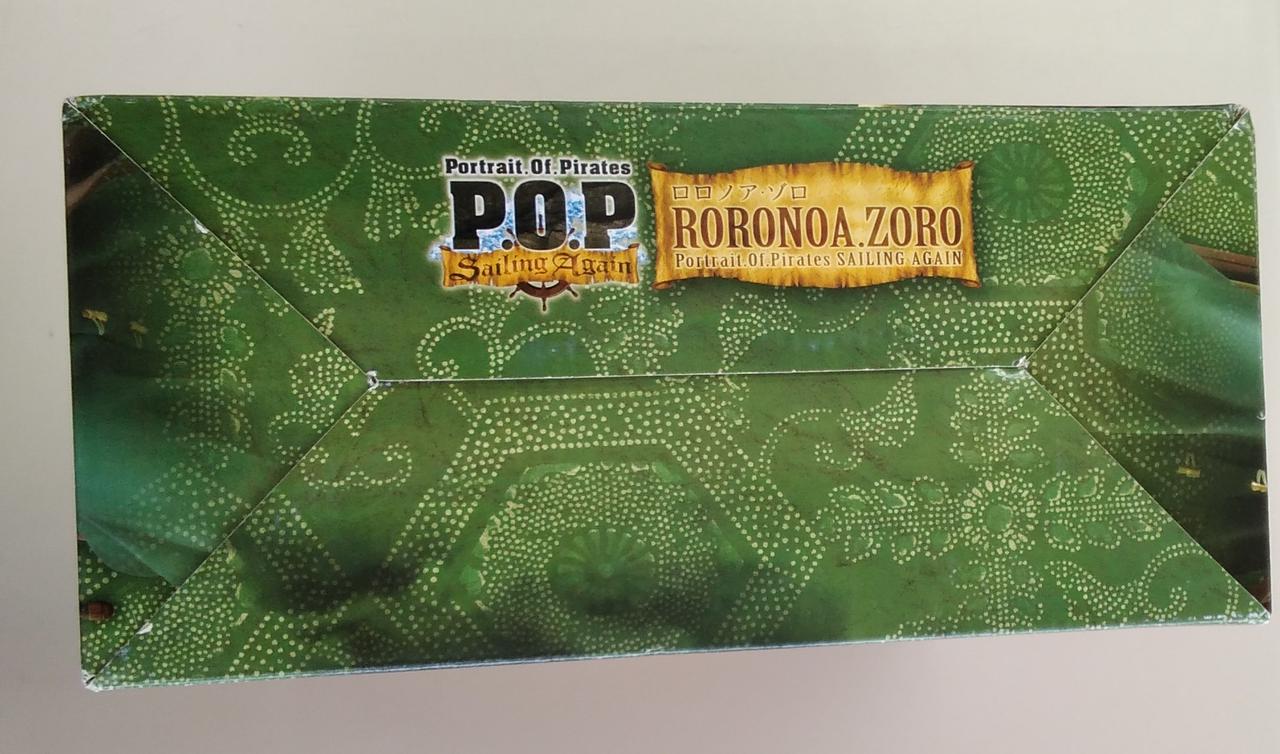 Portrait.Of.Pirates
P.O.P
Sailing Again
ロロノア・ゾロ
RORONOA.ZORO
Portrait.Of.Pirates SAILING AGAIN